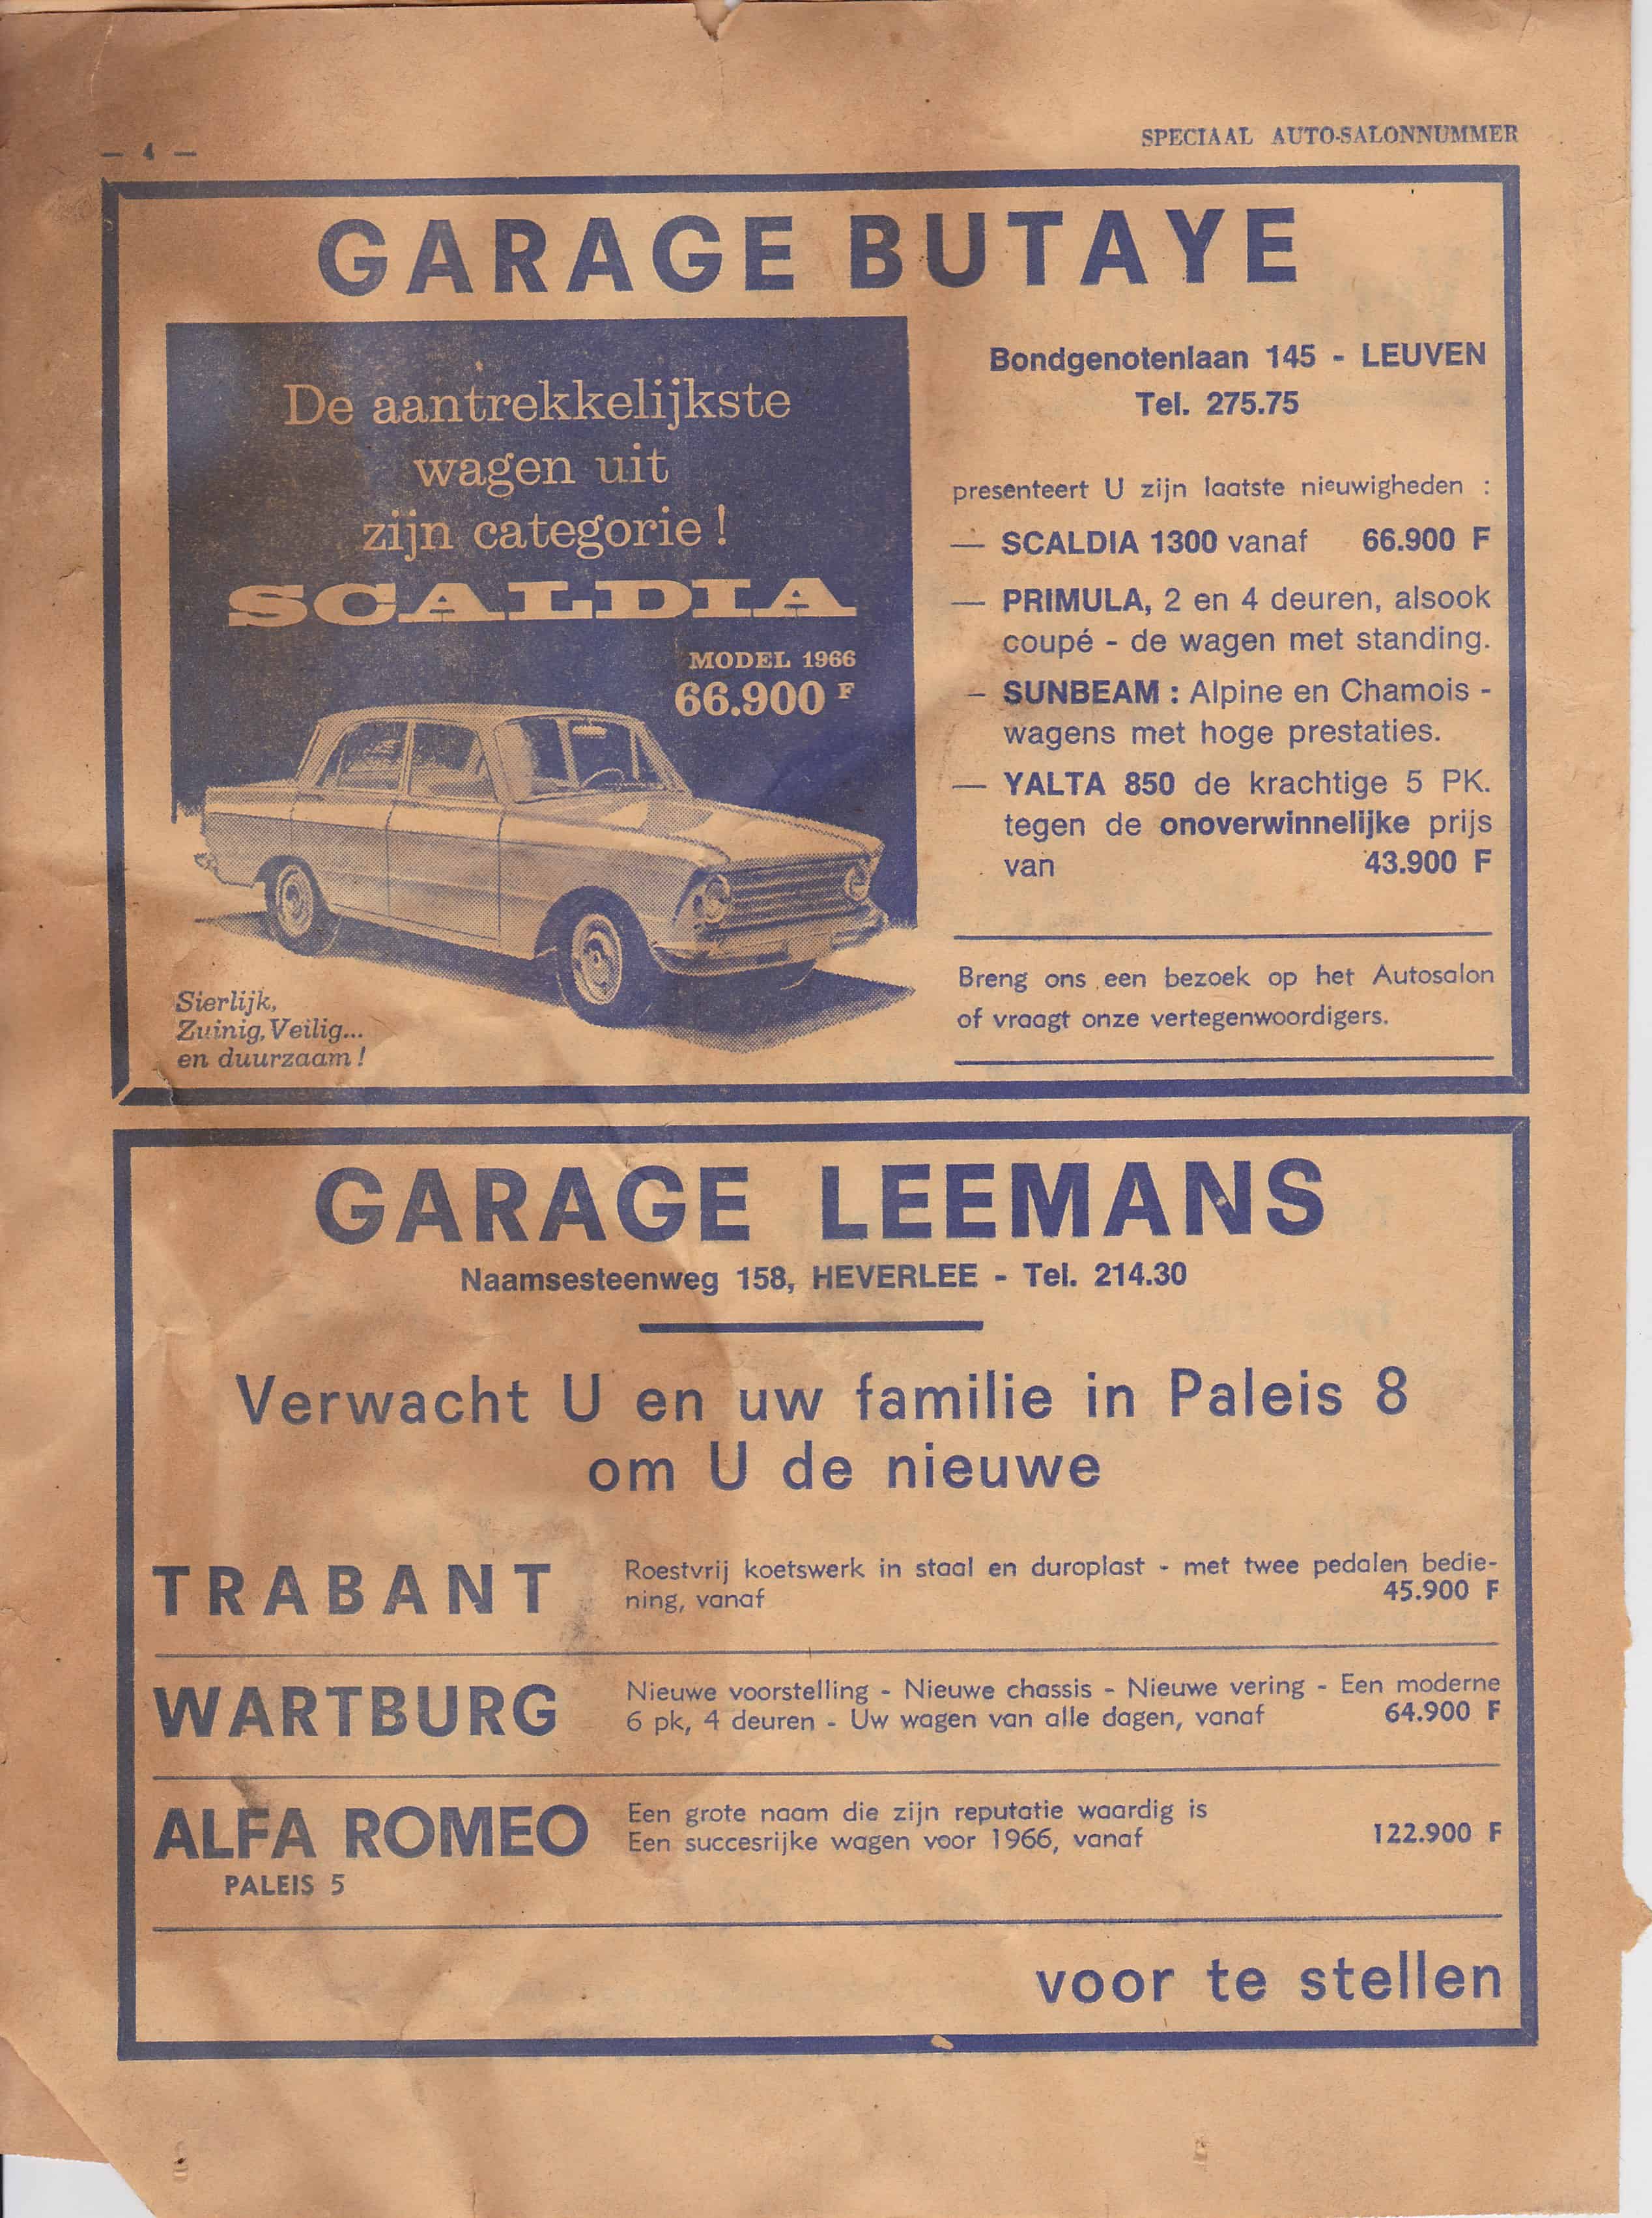 — 4 —
SPECIAAL AUTO-SALONNUMMER
GARAGE BUTAYE
De aantrekkelijkste
wagen uit
zijn categorie !
SCALDIA
MODEL 1966
66.900 F
Sierlijk,
Zuinig, Veilig...
en duurzaam !
Bondgenotenlaan 145 - LEUVEN
Tel. 275.75
presenteert U zijn laatste nieuwigheden :
— SCALDIA 1300 vanaf 66.900 F
— PRIMULA, 2 en 4 deuren, alsook
coupé - de wagen met standing.
— SUNBEAM : Alpine en Chamois -
wagens met hoge prestaties.
— YALTA 850 de krachtige 5 PK.
tegen de onoverwinnelijke prijs
van 43.900 F
Breng ons een bezoek op het Autosalon
of vraagt onze vertegenwoordigers.
GARAGE LEEMANS
Naamsesteenweg 158, HEVERLEE - Tel. 214.30
Verwacht U en uw familie in Paleis 8
om U de nieuwe
TRABANT
Roestvrij koetswerk in staal en duroplast - met twee pedalen bedie-
ning, vanaf 45.900 F
WARTBURG
Nieuwe voorstelling - Nieuwe chassis - Nieuwe vering - Een moderne
6 pk, 4 deuren - Uw wagen van alle dagen, vanaf 64.900 F
ALFA ROMEO
PALEIS 5
Een grote naam die zijn reputatie waardig is
Een succesrijke wagen voor 1966, vanaf 122.900 F
voor te stellen